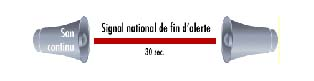 Signal national de fin d'alerte
Son
continu
30 sec.